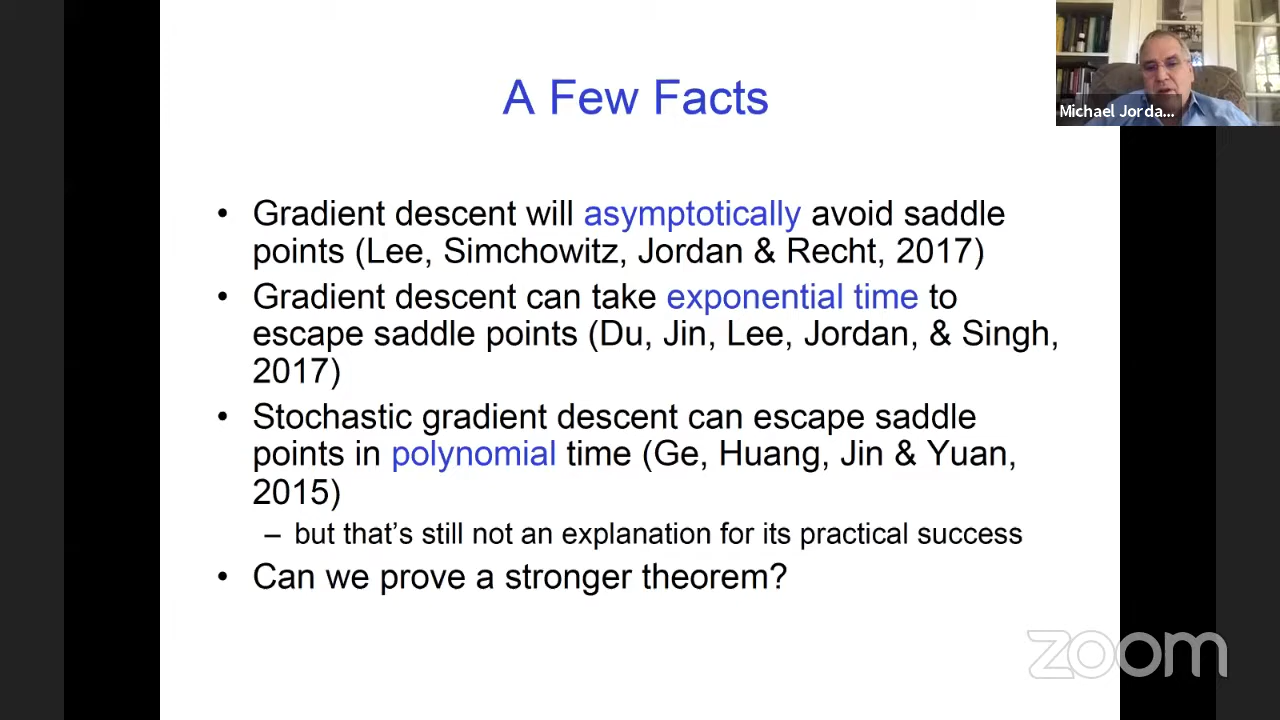 A Few Facts
Michael Jorda...
• Gradient descent will asymptotically avoid saddle
points (Lee, Simchowitz, Jordan & Recht, 2017)
• Gradient descent can take exponential time to
escape saddle points (Du, Jin, Lee, Jordan, & Singh,
2017)
• Stochastic gradient descent can escape saddle
points in polynomial time (Ge, Huang, Jin & Yuan,
2015)
– but that’s still not an explanation for its practical success
• Can we prove a stronger theorem?
zoom